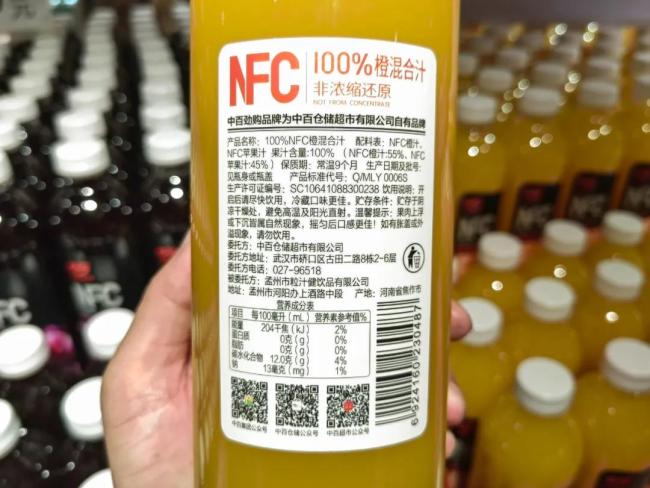 NFC
100%橙混合汁
非浓缩还原
NOT FROM CONCENTRATE
中百劲购品牌为中百仓储超市有限公司自有品牌
产品名称：100%NFC橙混合汁 配料表：NFC橙汁、
NFC苹果汁 果汁含量:100% （NFC橙汁:55%、NFC
苹果汁:45%）保质期：常温9个月 生产日期及批号:
见瓶身或瓶盖 产品标准代号：Q/MLY 0006S
生产许可证编号：SC10641088300238 饮用说明：开
启后请尽快饮用，冷藏口味更佳。贮存条件：贮存于阴
凉干燥处，避免高温及阳光直射。温馨提示：果肉上浮
或下沉皆属自然现象，摇匀后口感更佳！如有胀盖或外
溢现象，请勿饮用。
委托方：中百仓储超市有限公司
委托方地址：武汉市硚口区古田二路8栋2-6层
委托方电话：027-96518
被委托方：孟州市粒汁健饮品有限公司
地址：孟州市河阳办上酒路中段 产地：河南省焦作市
营养成分表
项目 每100毫升（mL） 营养素参考值%
能量 204千焦（kJ） 2%
蛋白质 0克（g） 0%
脂肪 0克（g） 0%
碳水化合物 12.0克（g） 4%
钠 13毫克（mg） 1%
6924160230487
中百集团公众号 中百仓储公众号 中百超市公众号
NFC
NFC
NFC
NFC